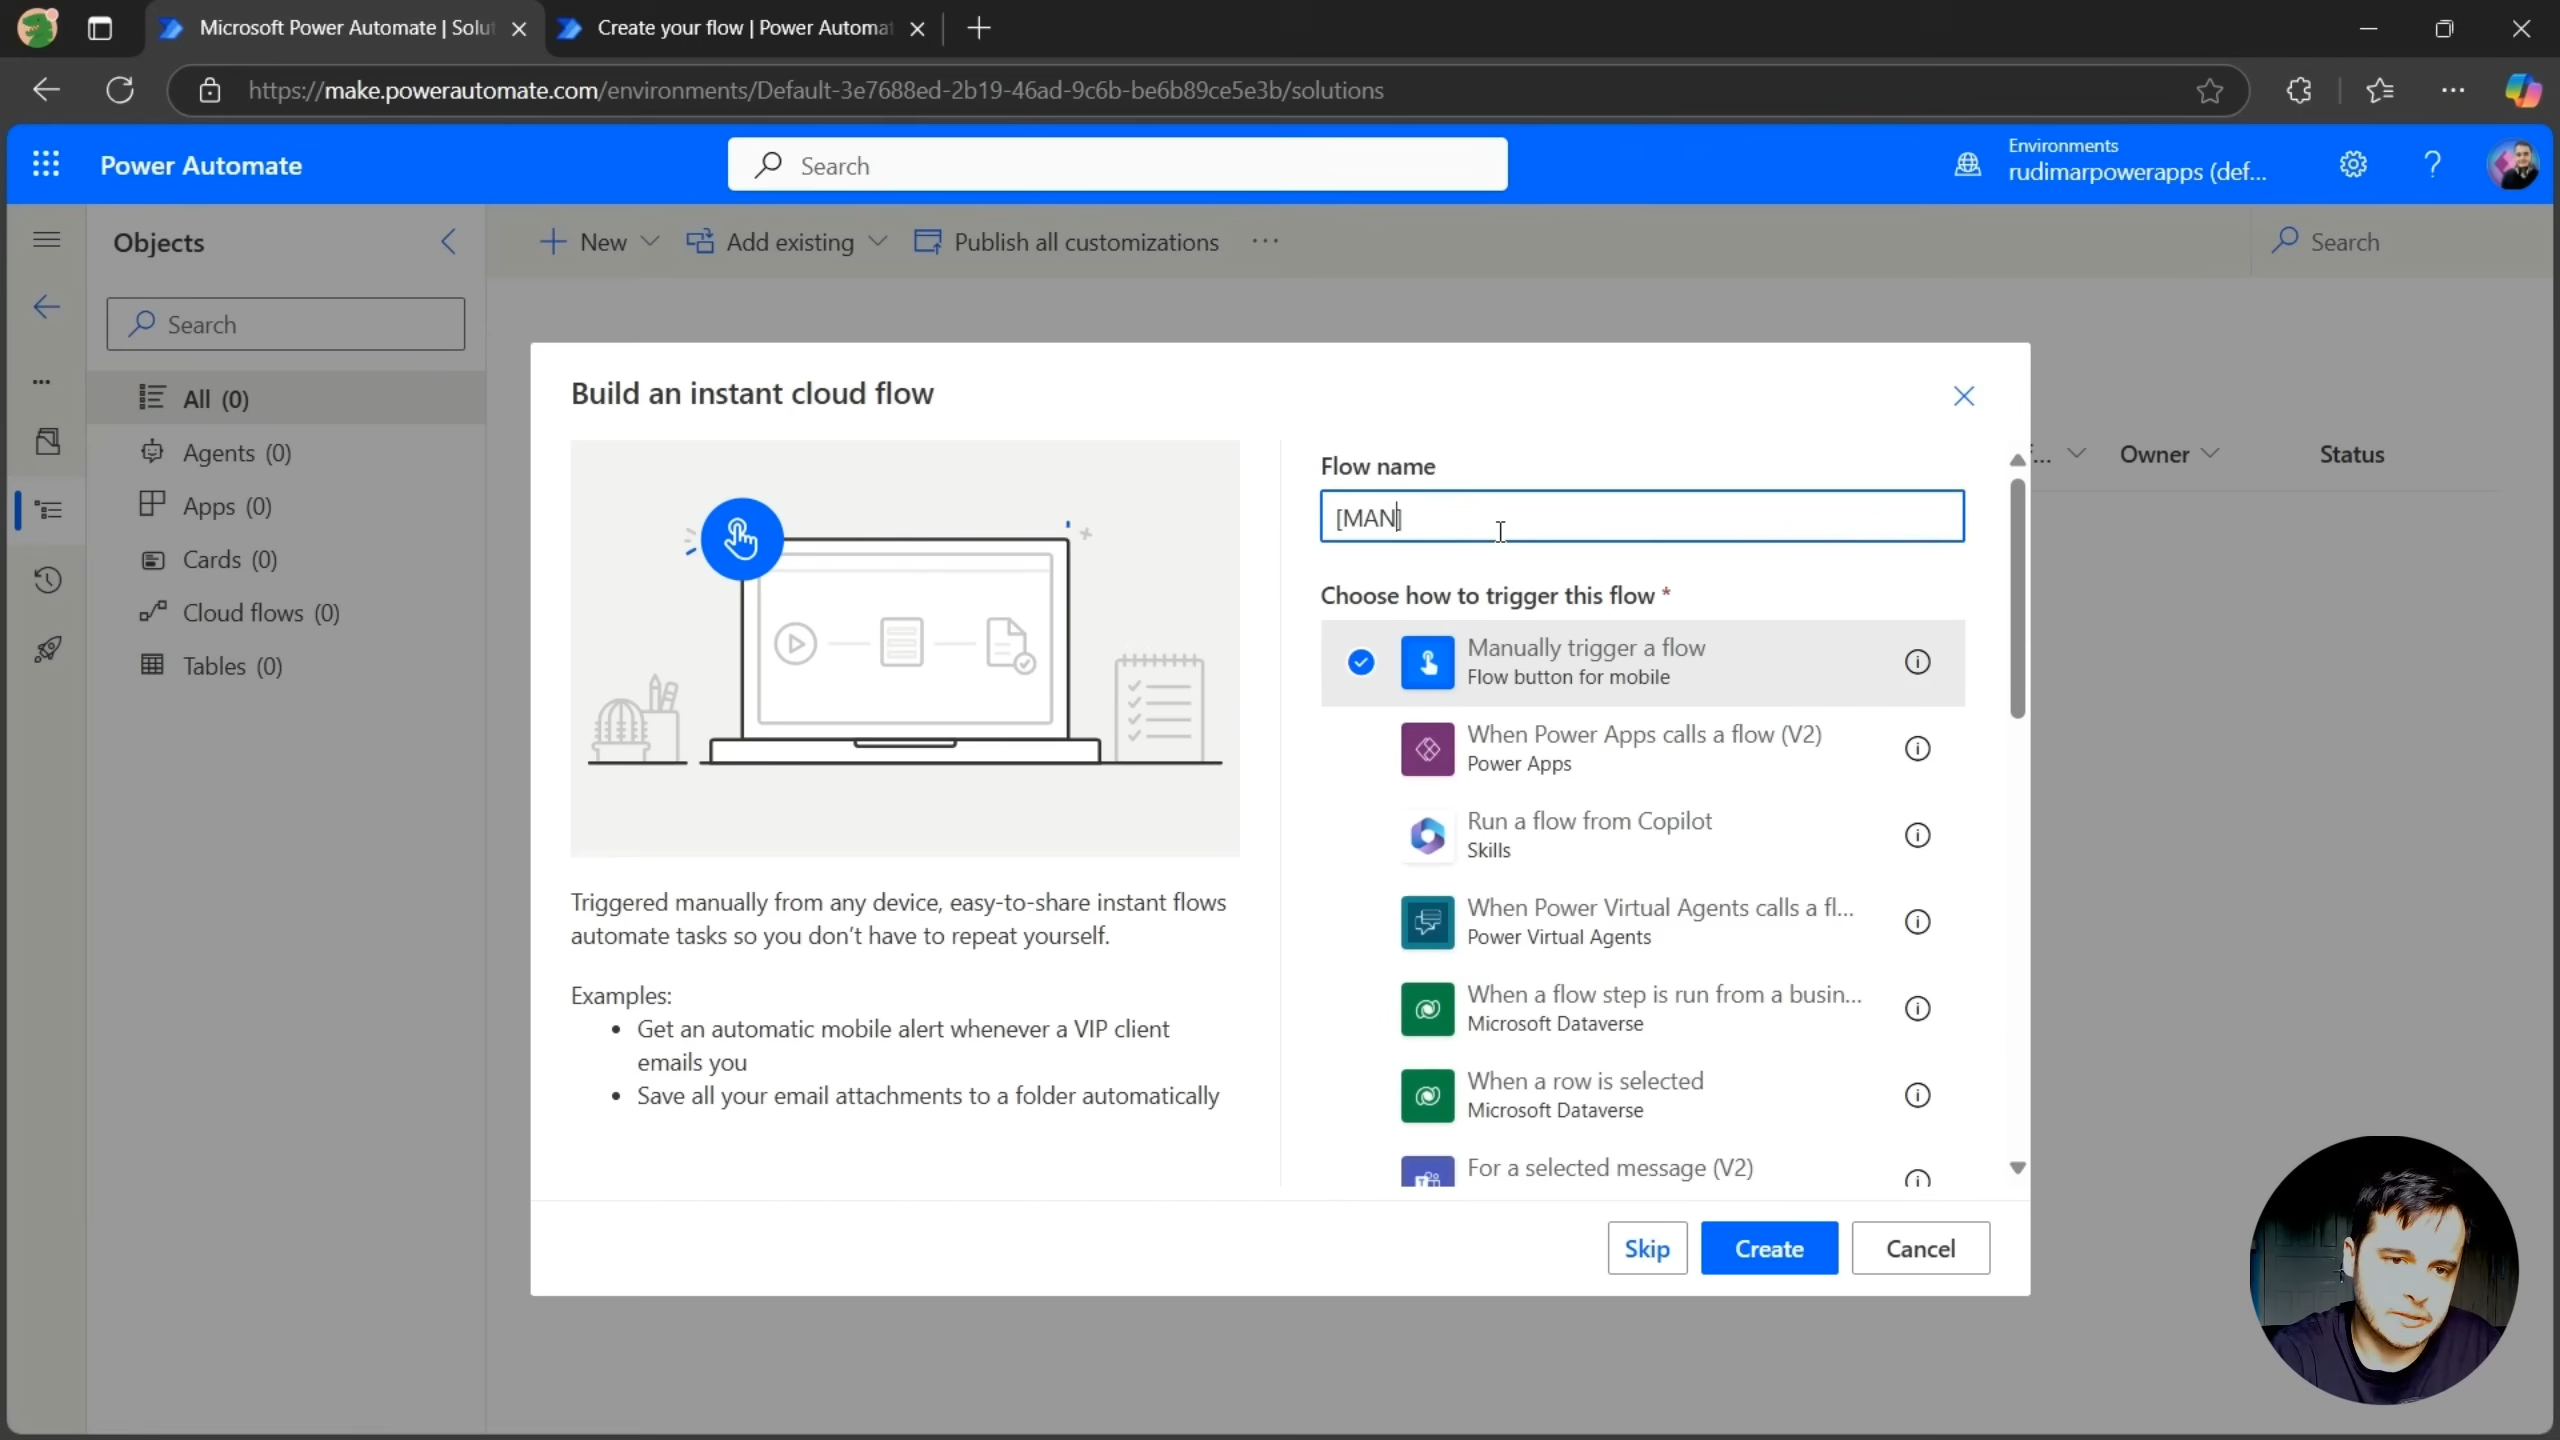 Microsoft Power Automate | Solut
Create your flow | Power Automat
https://make.powerautomate.com/environments/Default-3e7688ed-2b19-46ad-9c6b-be6b89ce5e3b/solutions
Power Automate
Search
Environments
rudimarpowerapps (def...
Objects
New
Add existing
Publish all customizations
Search
Search
All (0)
Agents (0)
Apps (0)
Cards (0)
Cloud flows (0)
Tables (0)
Owner
Status
Build an instant cloud flow
Triggered manually from any device, easy-to-share instant flows
automate tasks so you don't have to repeat yourself.
Examples:
• Get an automatic mobile alert whenever a VIP client
emails you
• Save all your email attachments to a folder automatically
Flow name
[MAN]
Choose how to trigger this flow *
Manually trigger a flow
Flow button for mobile
When Power Apps calls a flow (V2)
Power Apps
Run a flow from Copilot
Skills
When Power Virtual Agents calls a fl...
Power Virtual Agents
When a flow step is run from a busin...
Microsoft Dataverse
When a row is selected
Microsoft Dataverse
For a selected message (V2)
Skip
Create
Cancel